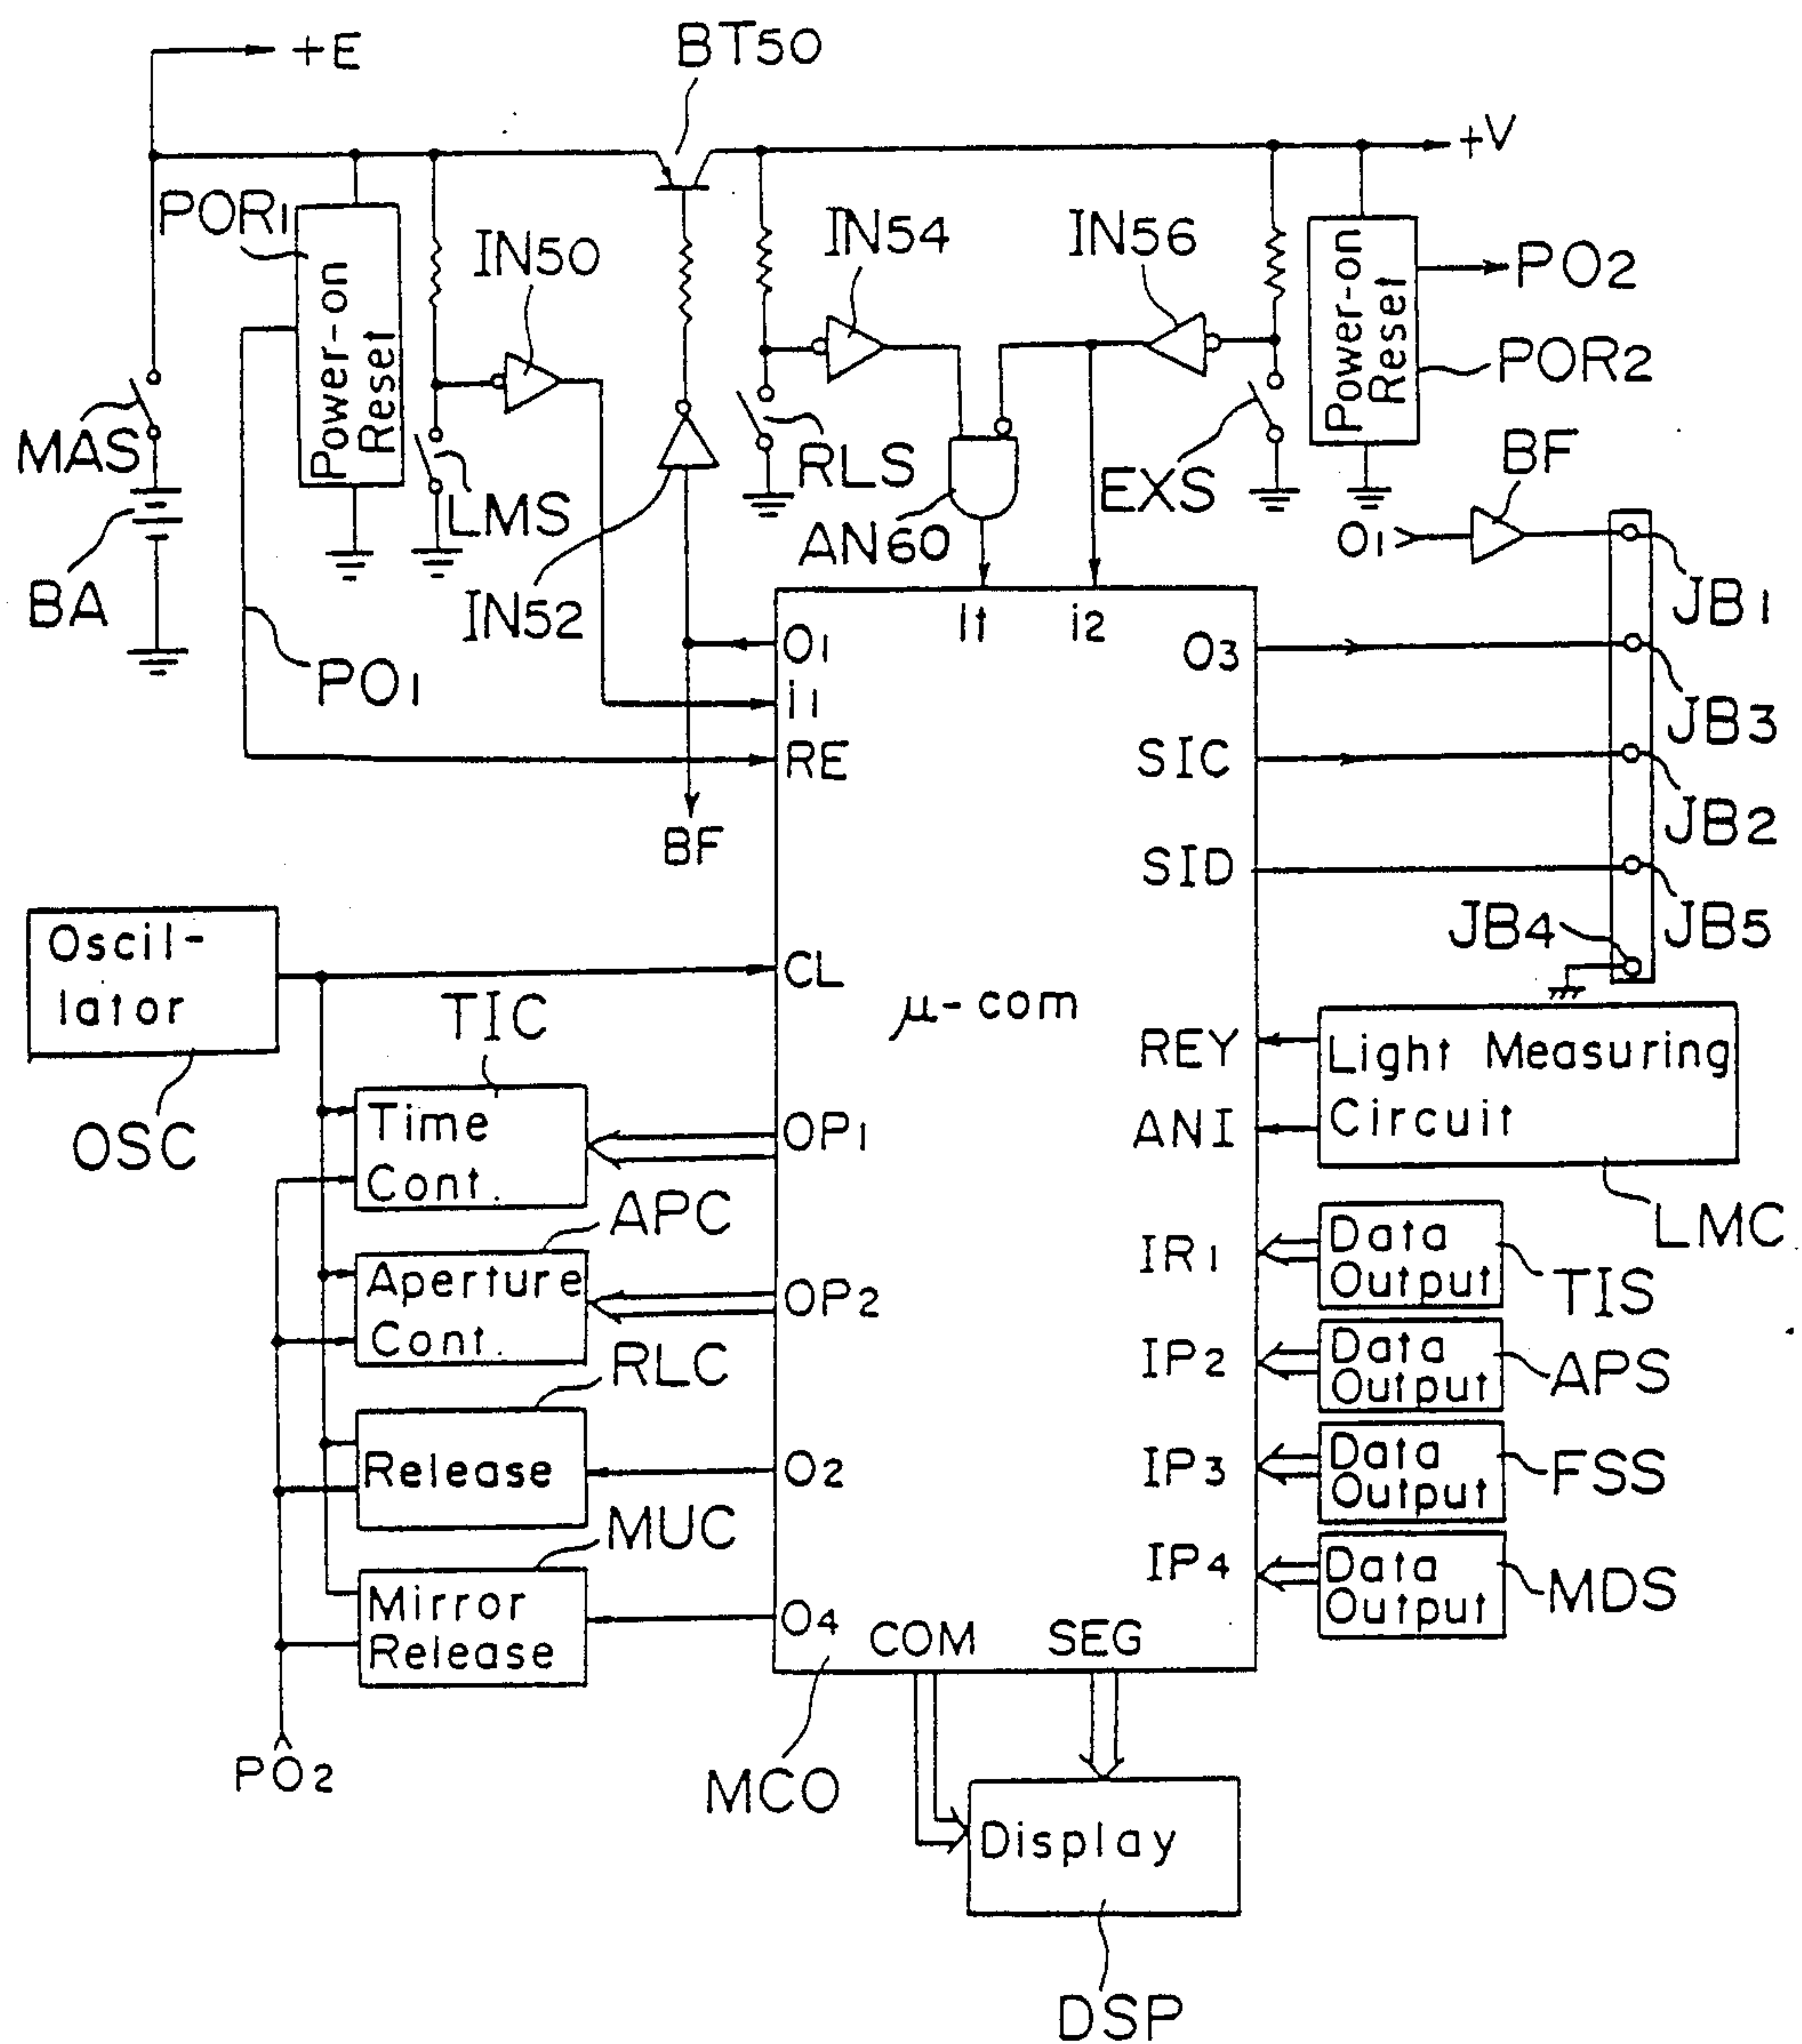 +E
BT50
+V
POR1
Power-on
Reset
IN50
IN54
IN56
Power-on
Reset
PO2
POR2
MAS
LMS
RLS
EXS
BF
AN60
O1
BA
IN52
JB1
PO1
O1
it
i2
O3
i1
JB3
RE
SIC
JB2
BF
SID
JB4
JB5
Oscil-
lator
CL
TIC
μ-com
REY
Light Measuring
Circuit
OSC
Time
Cont.
OP1
ANI
APC
LMC
Aperture
Cont.
OP2
IR1
Data
Output
TIS
RLC
IP2
Data
Output
APS
Release
O2
IP3
Data
Output
FSS
MUC
IP4
Data
Output
MDS
Mirror
Release
O4
COM
SEG
PO2
MCO
Display
DSP